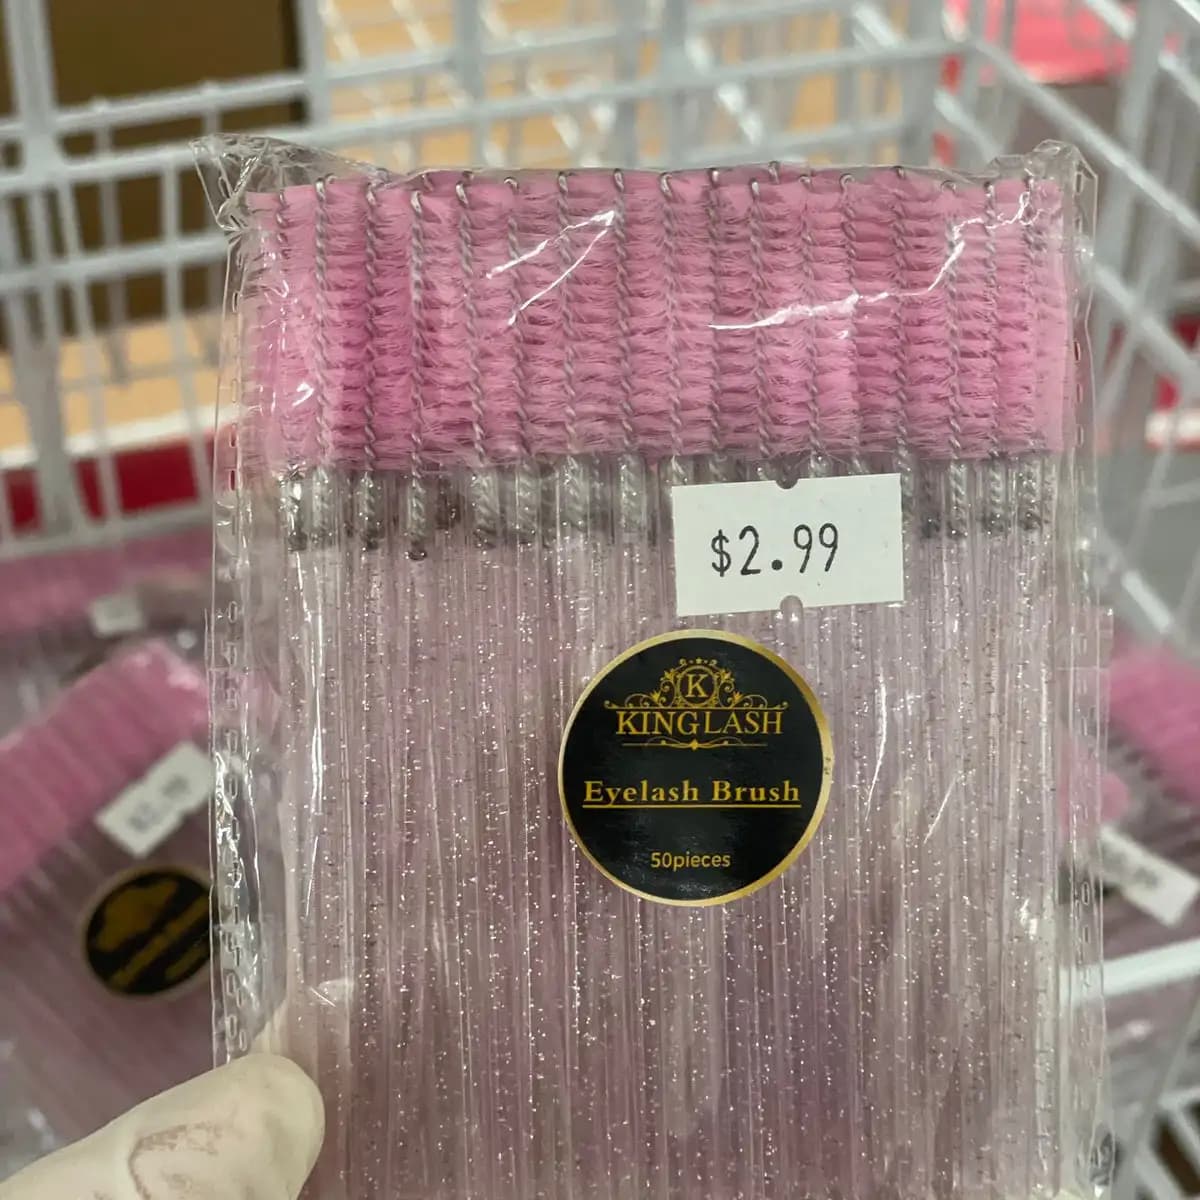 $2.99
K
KINGLASH
Eyelash Brush
50pieces